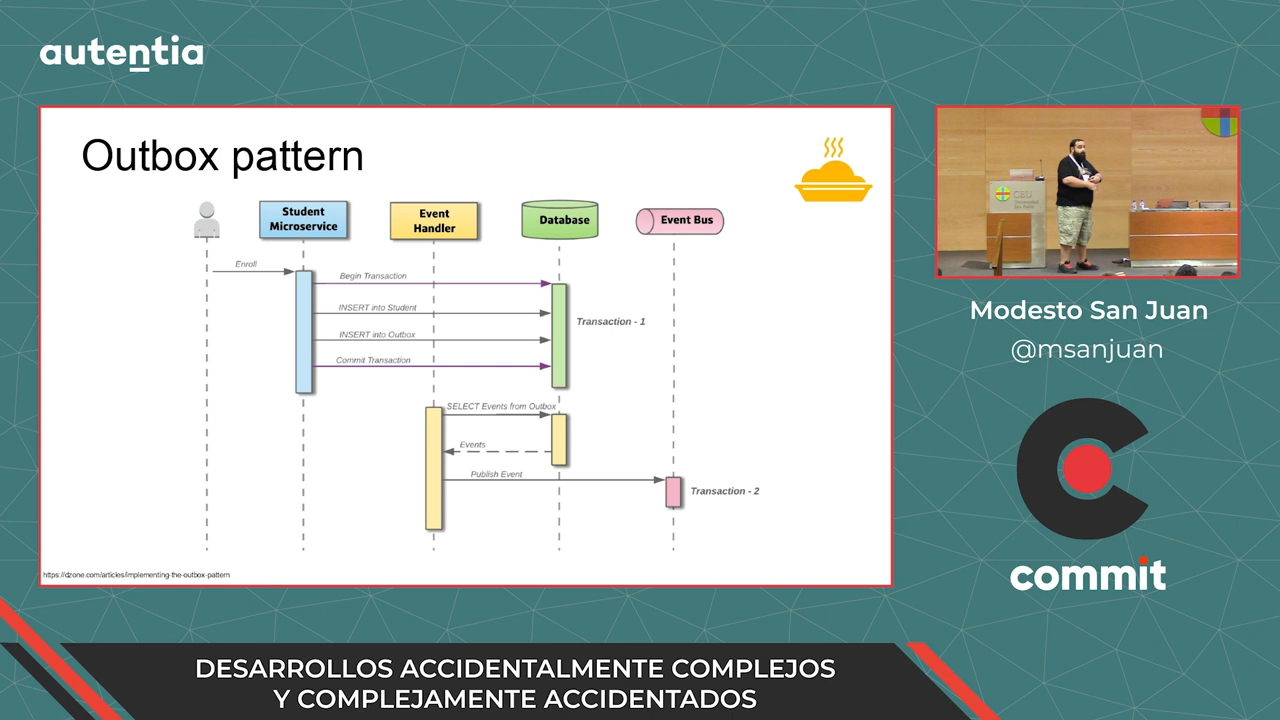 autentia
Outbox pattern
Student
Microservice
Event
Handler
Database
Event Bus
Enroll
Begin Transaction
INSERT into Student
Transaction - 1
INSERT into Outbox
Commit Transaction
SELECT Events from Outbox
Events
Publish Event
Transaction - 2
https://dzone.com/articles/implementing-the-outbox-pattern
CEU
Modesto San Juan
@msanjuan
commit
DESARROLLOS ACCIDENTALMENTE COMPLEJOS
Y COMPLEJAMENTE ACCIDENTADOS